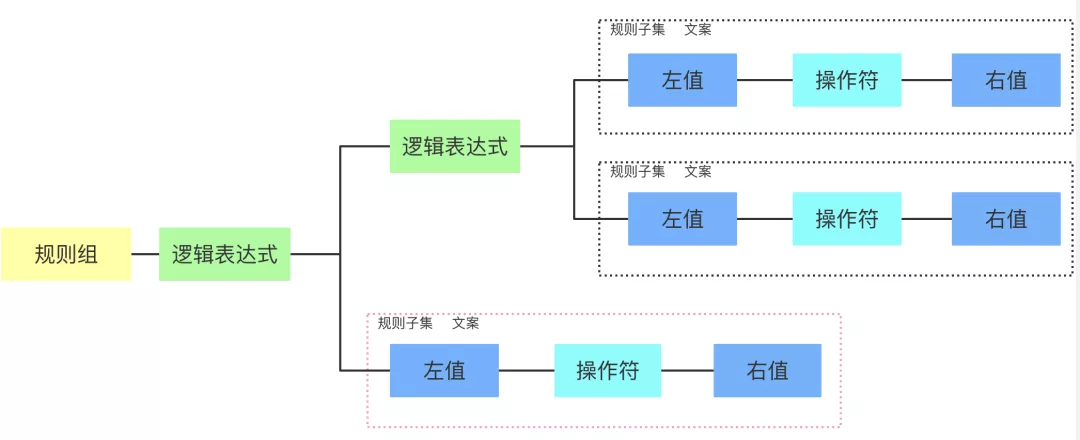 规则子集 文案
左值 操作符 右值
逻辑表达式
规则子集 文案
左值 操作符 右值
规则组 逻辑表达式
规则子集 文案
左值 操作符 右值